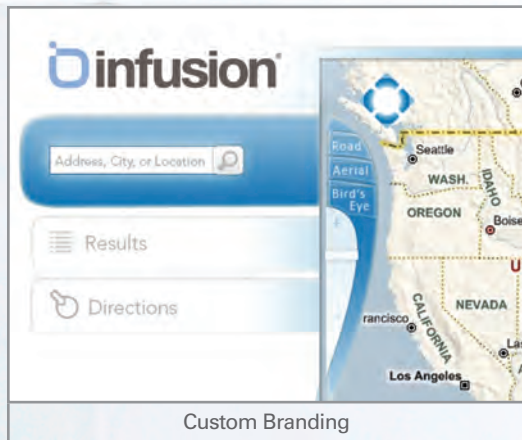 infusion
Address, City, or Location
Results
Directions
Road
Aerial
Bird's
Eye
Seattle
WASH.
IDAHO
OREGON
Boise
U
NEVADA
rancisco
CALIFORNIA
Las
Los Angeles
A
Custom Branding